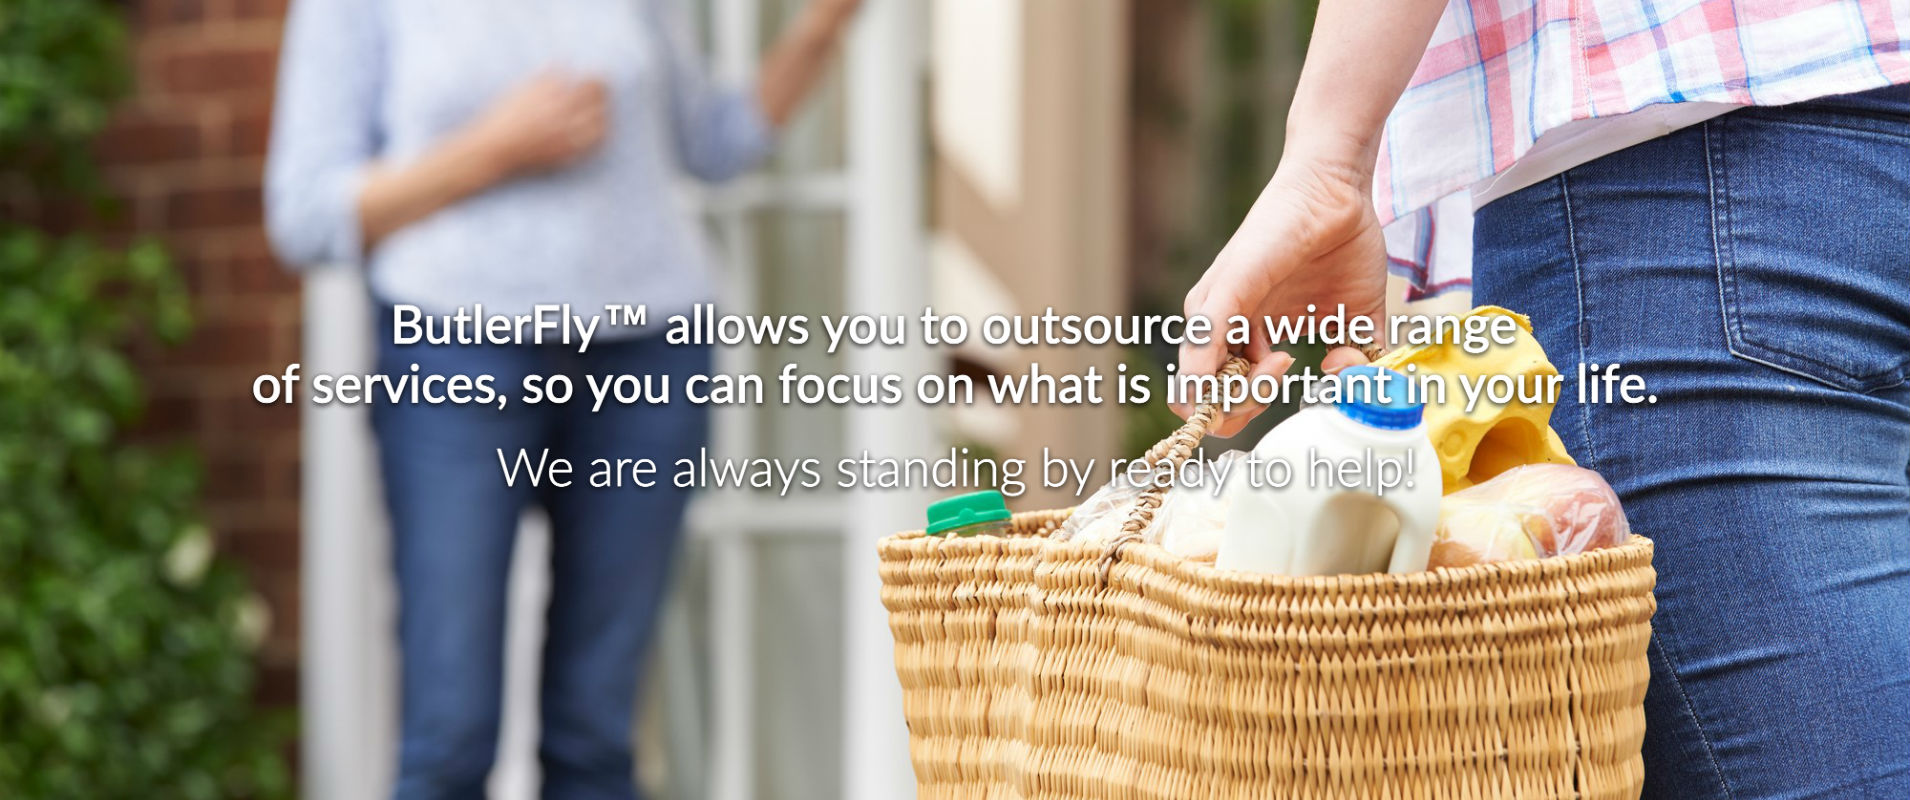 ButlerFly™ allows you to outsource a wide range
of services, so you can focus on what is important in your life.
We are always standing by ready to help!